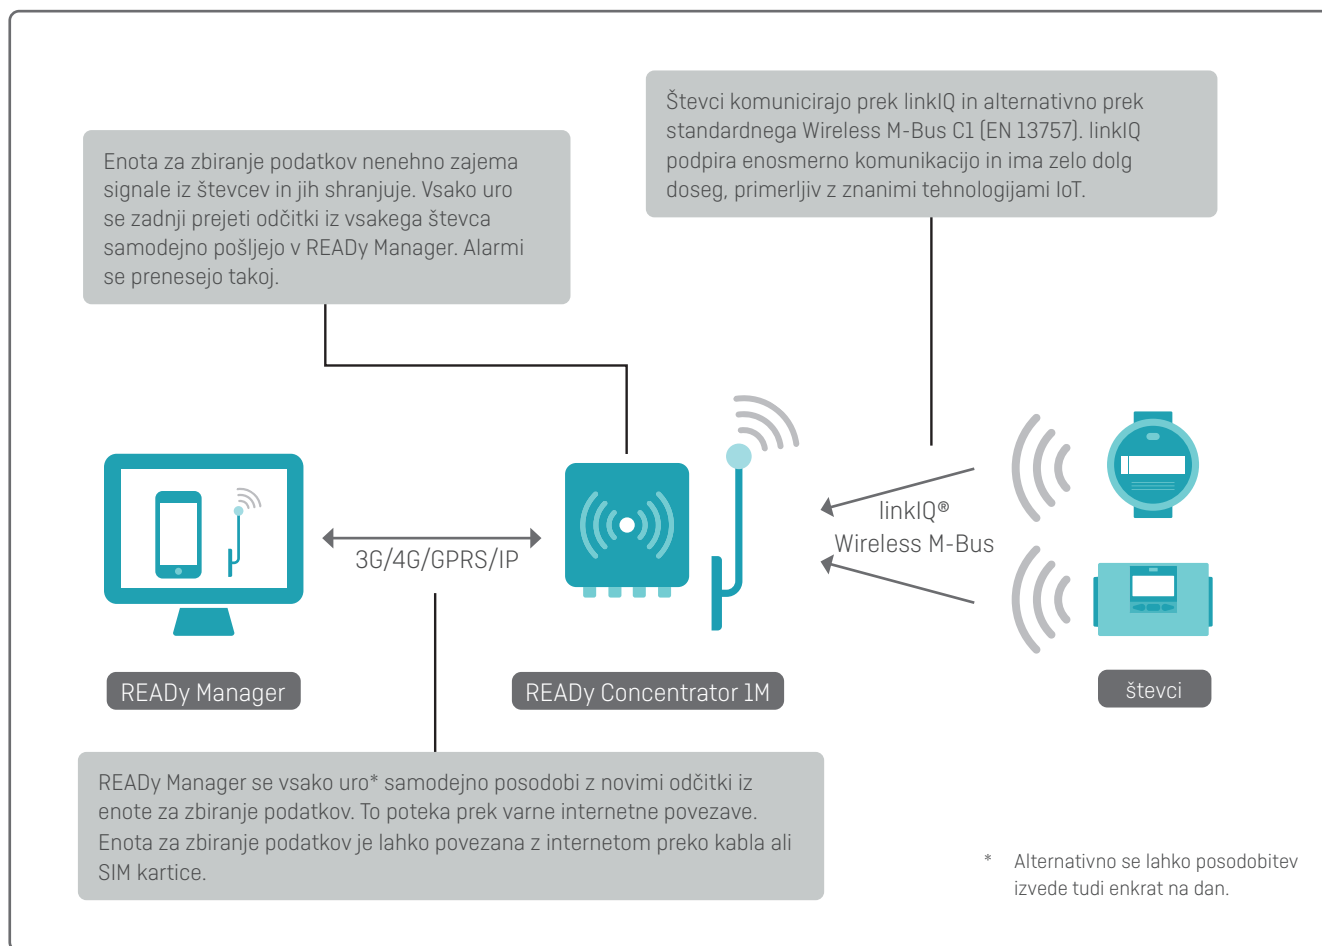 Števci komunicirajo prek linkIQ in alternativno prek
standardnega Wireless M-Bus C1 (EN 13757). linkIQ
podpira enosmerno komunikacijo in ima zelo dolg
doseg, primerljiv z znanimi tehnologijami IoT.
Enota za zbiranje podatkov nenehno zajema
signale iz števcev in jih shranjuje. Vsako uro
se zadnji prejeti odčitki iz vsakega števca
samodejno pošljejo v READy Manager. Alarmi
se prenesejo takoj.
3G/4G/GPRS/IP
linkIQ®
Wireless M-Bus
READy Manager
READy Concentrator 1M
števci
READy Manager se vsako uro* samodejno posodobi z novimi odčitki iz
enote za zbiranje podatkov. To poteka prek varne internetne povezave.
Enota za zbiranje podatkov je lahko povezana z internetom preko kabla ali
SIM kartice.
* Alternativno se lahko posodobitev
izvede tudi enkrat na dan.